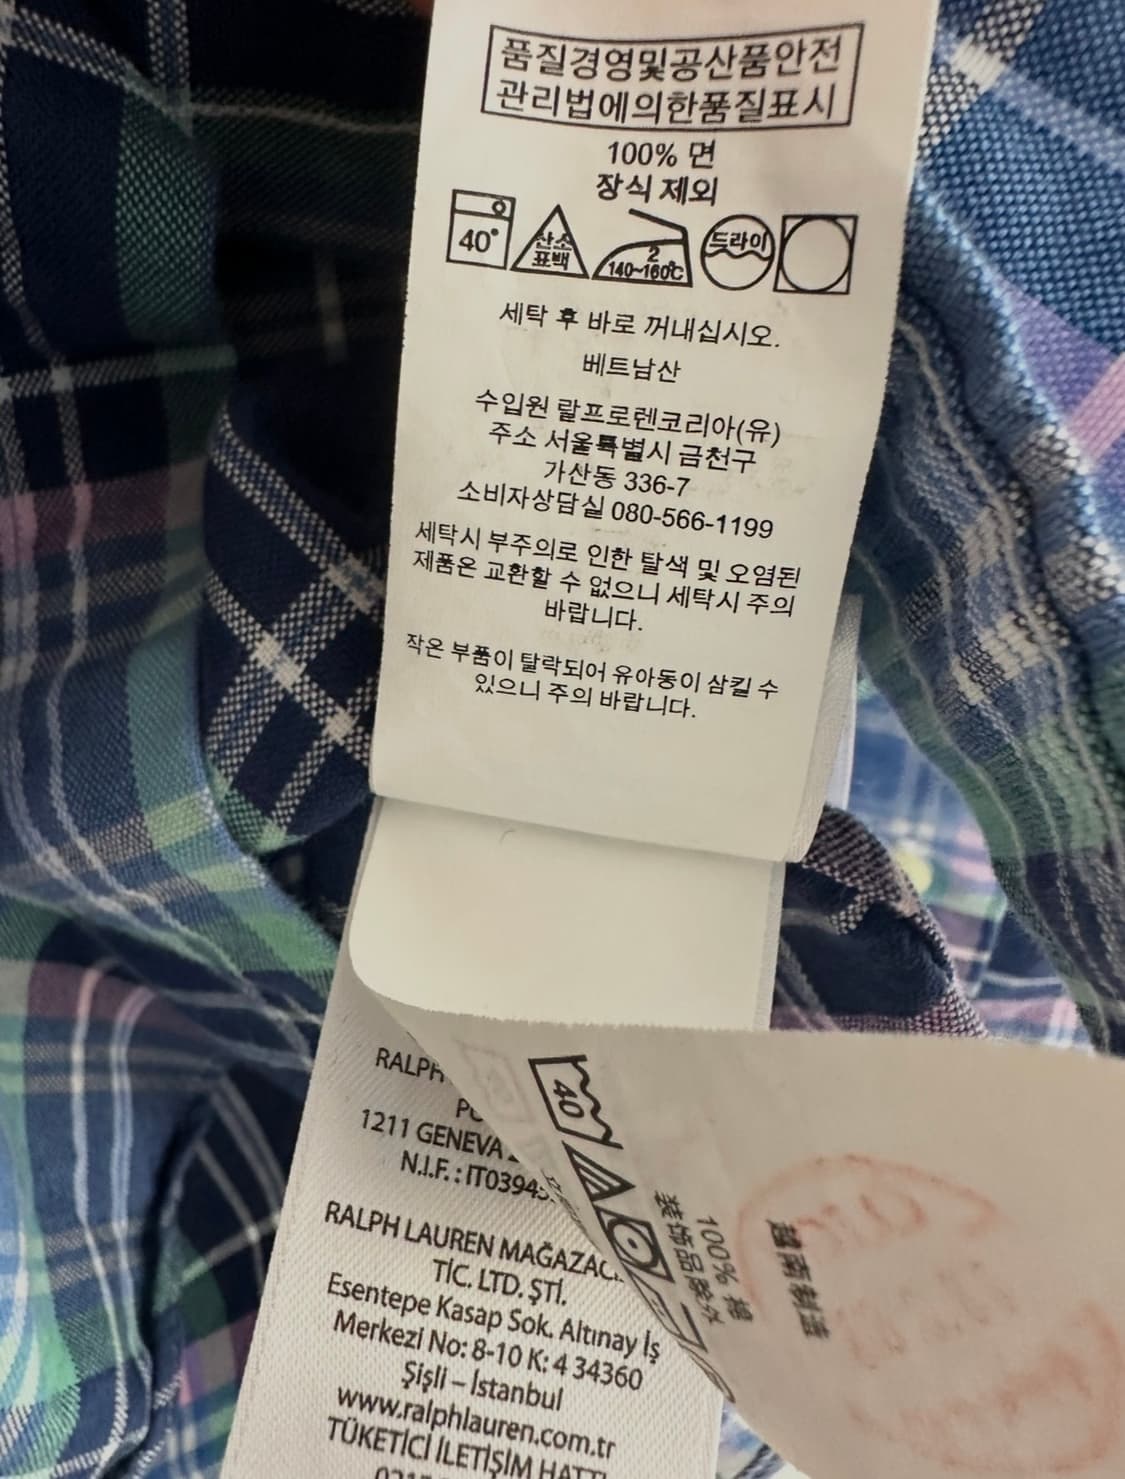 품질경영및공산품안전
관리법에의한품질표시
100% 면
장식 제외
40°
산소
표백
2
140~160℃
드라이
세탁 후 바로 꺼내십시오.
베트남산
수입원 랄프로렌코리아(유)
주소 서울특별시 금천구
가산동 336-7
소비자상담실 080-566-1199
세탁시 부주의로 인한 탈색 및 오염된
제품은 교환할 수 없으니 세탁시 주의
바랍니다.
작은 부품이 탈락되어 유아동이 삼킬 수
있으니 주의 바랍니다.
40
100% 棉
裝飾品除外
越南製造
RALPH
1211 GENEVA
N.I.F. :
RALPH LAUREN
TİC. LTD. ŞTİ.
Esentepe Kasap Sok. Altınay İş
Merkezi No: 8-10 K: 4 34360
Şişli – İstanbul
www.ralphlauren.com.tr
TÜKETİCİ İLETİŞİM HATTI